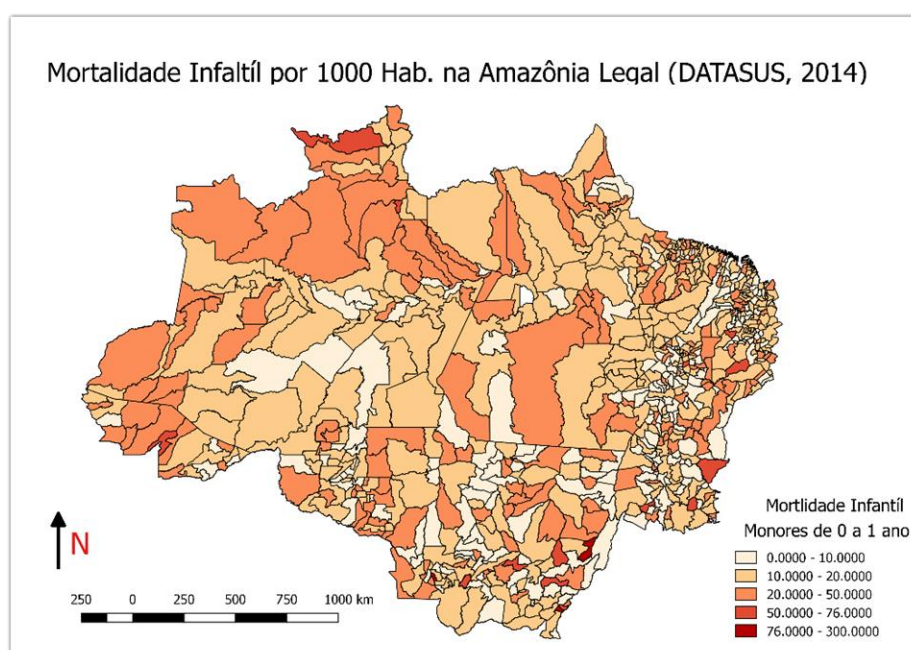 Mortalidade Infaltíl por 1000 Hab. na Amazônia Legal (DATASUS, 2014)
N
250 0 250 500 750 1000 km
Mortlidade Infantíl
Monores de 0 a 1 ano
0.0000 - 10.0000
10.0000 - 20.0000
20.0000 - 50.0000
50.0000 - 76.0000
76.0000 - 300.0000